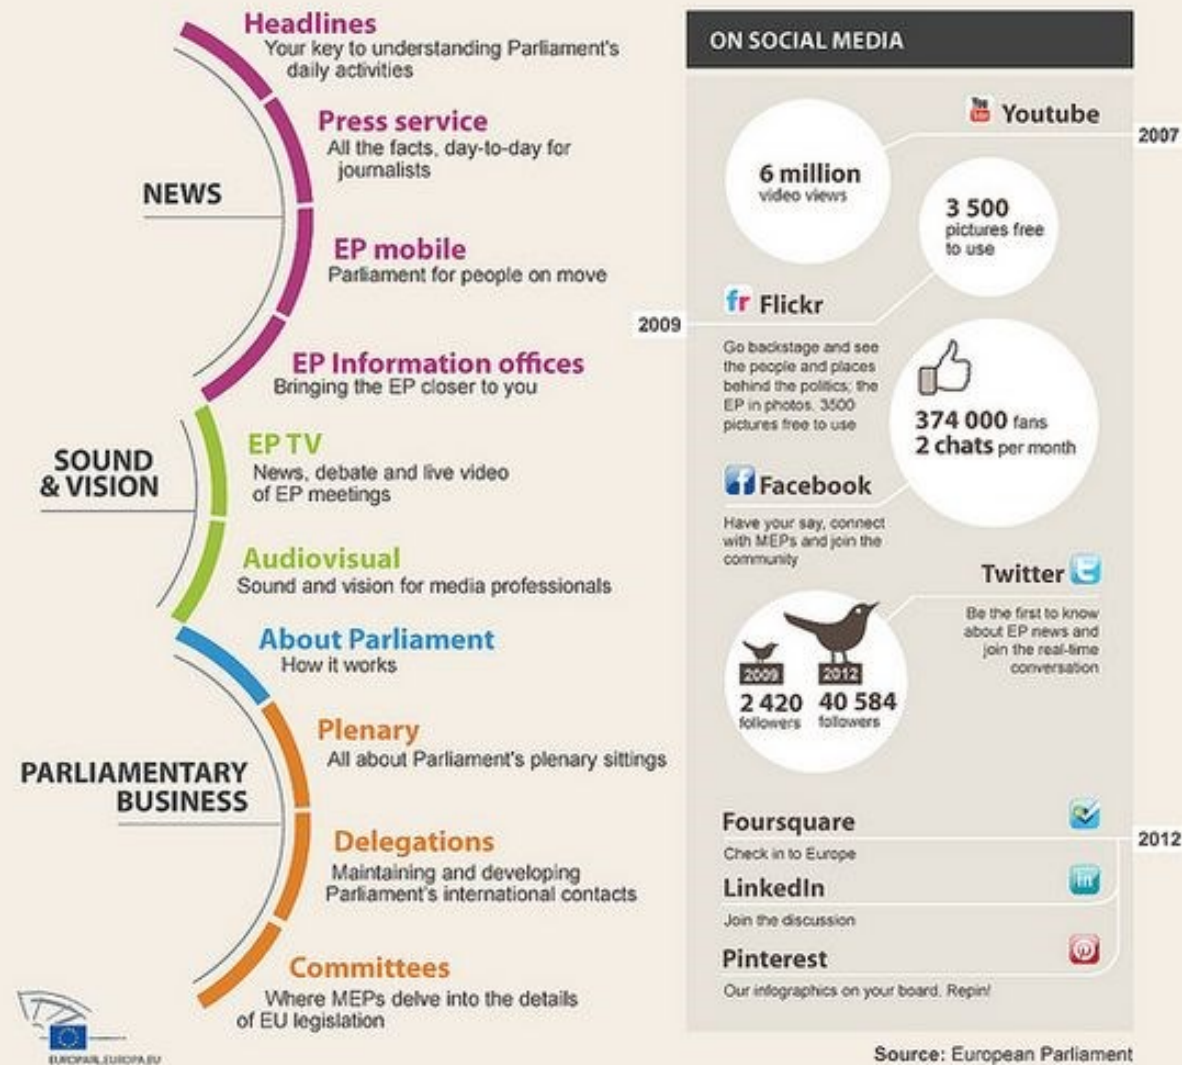 Headlines
Your key to understanding Parliament's
daily activities
Press service
All the facts, day-to-day for
journalists
NEWS
EP mobile
Parliament for people on move
EP Information offices
Bringing the EP closer to you
EP TV
News, debate and live video
of EP meetings
SOUND
& VISION
Audiovisual
Sound and vision for media professionals
About Parliament
How it works
Plenary
All about Parliament's plenary sittings
PARLIAMENTARY
BUSINESS
Delegations
Maintaining and developing
Parliament's international contacts
Committees
Where MEPs delve into the details
of EU legislation
EUROPARL.EUROPA.EU
ON SOCIAL MEDIA
You
Tube
Youtube
2007
6 million
video views
3 500
pictures free
to use
fr Flickr
2009
Go backstage and see
the people and places
behind the politics; the
EP in photos. 3500
pictures free to use
374 000 fans
2 chats per month
f Facebook
Have your say, connect
with MEPs and join the
community
Twitter t
Be the first to know
about EP news and
join the real-time
conversation
2009
2 420
followers
2012
40 584
followers
Foursquare
2012
Check in to Europe
LinkedIn in
Join the discussion
Pinterest
Our infographics on your board. Repin!
Source: European Parliament